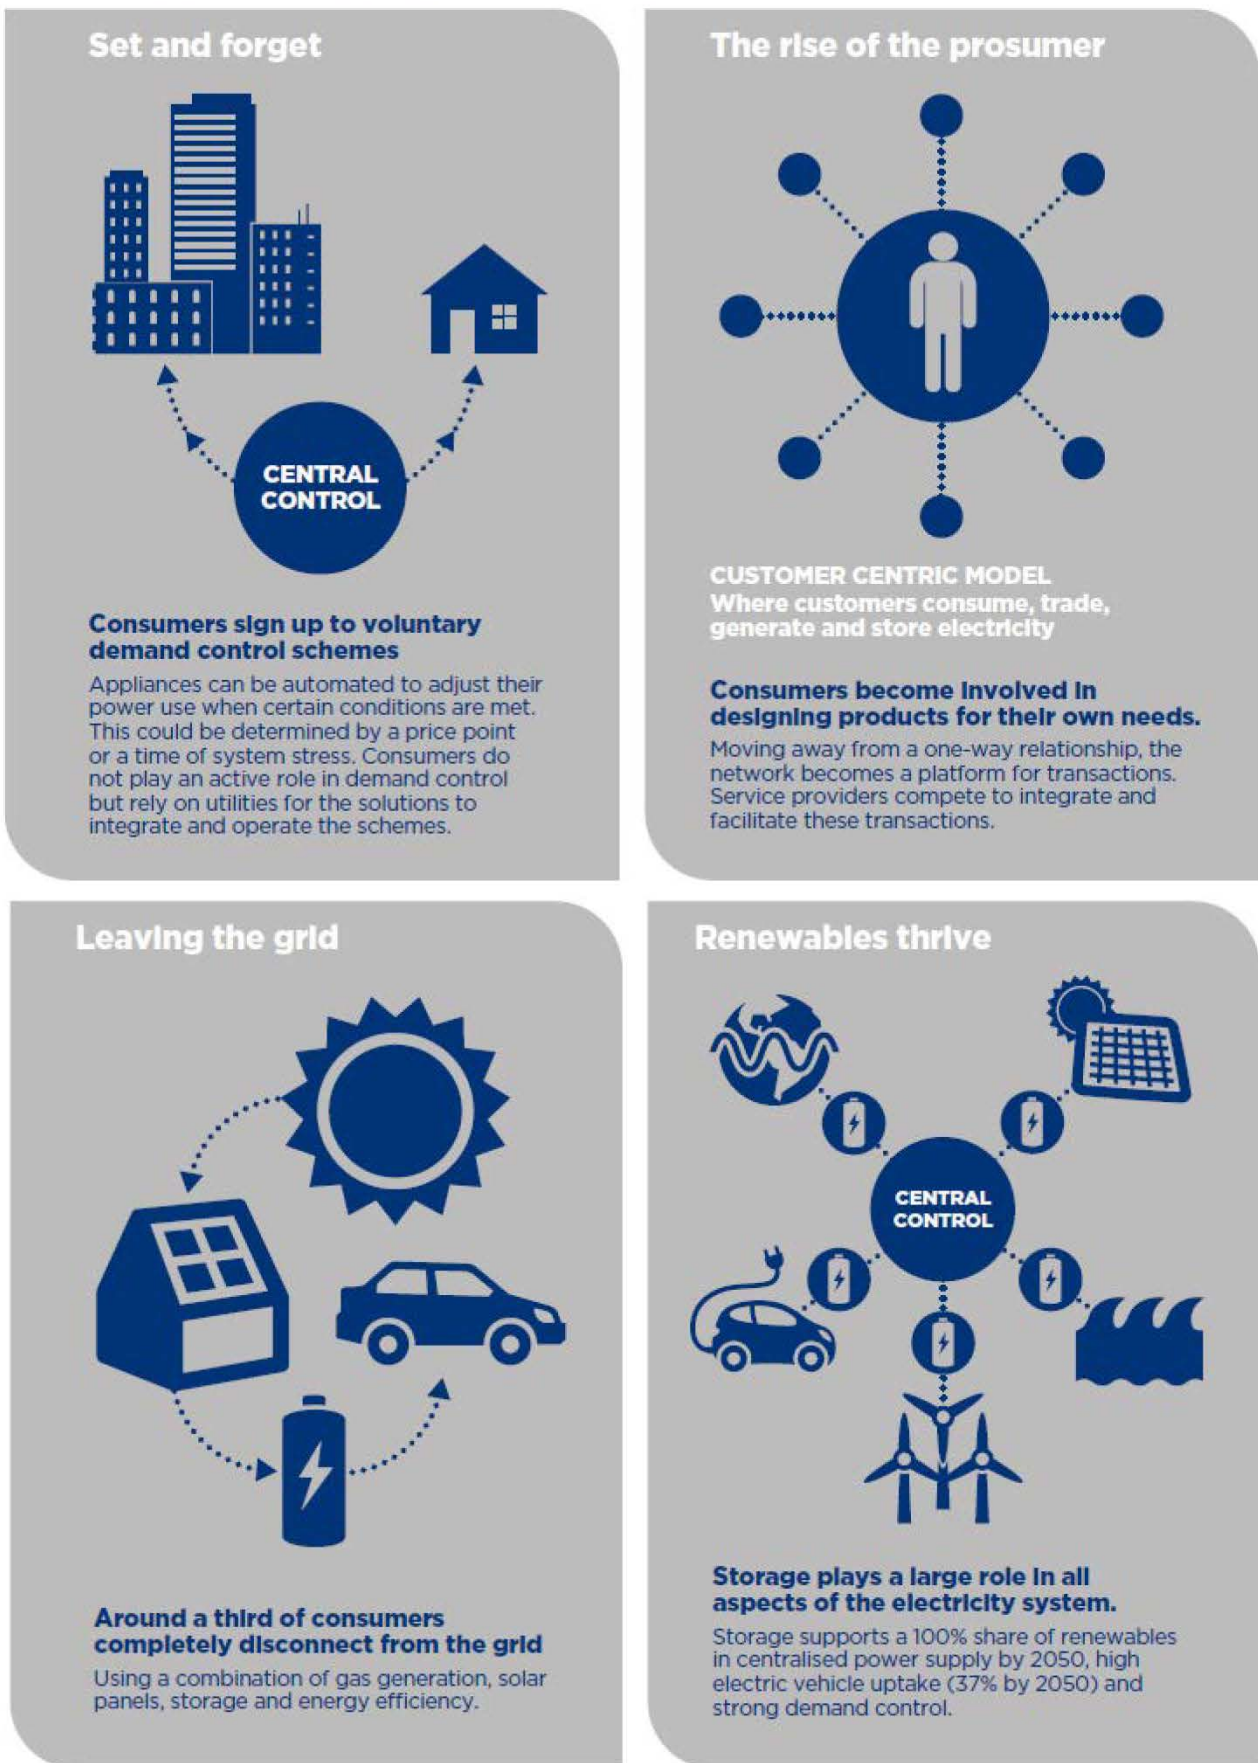 Set and forget
CENTRAL
CONTROL
Consumers sign up to voluntary
demand control schemes
Appliances can be automated to adjust their
power use when certain conditions are met.
This could be determined by a price point
or a time of system stress. Consumers do
not play an active role in demand control
but rely on utilities for the solutions to
integrate and operate the schemes.
The rise of the prosumer
CUSTOMER CENTRIC MODEL
Where customers consume, trade,
generate and store electricity
Consumers become involved in
designing products for their own needs.
Moving away from a one-way relationship, the
network becomes a platform for transactions.
Service providers compete to integrate and
facilitate these transactions.
Leaving the grid
Around a third of consumers
completely disconnect from the grid
Using a combination of gas generation, solar
panels, storage and energy efficiency.
Renewables thrive
CENTRAL
CONTROL
Storage plays a large role in all
aspects of the electricity system.
Storage supports a 100% share of renewables
in centralised power supply by 2050, high
electric vehicle uptake (37% by 2050) and
strong demand control.